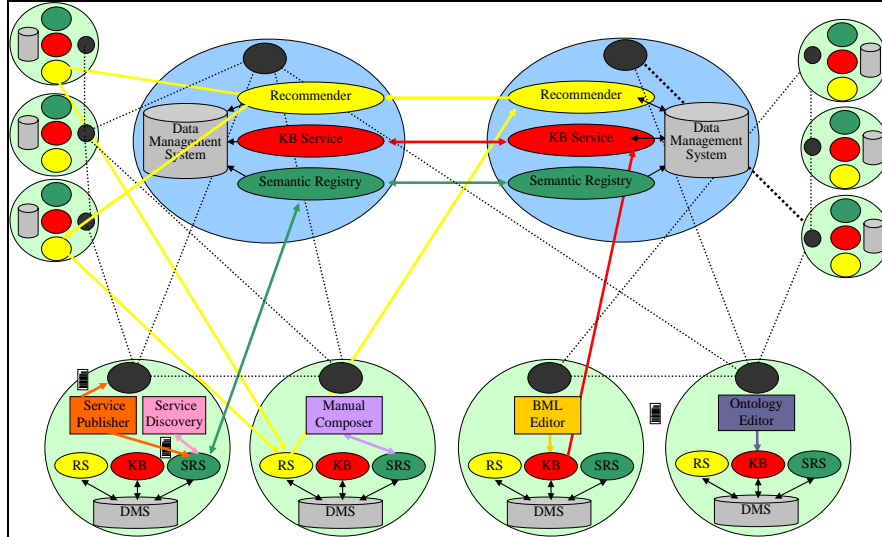 Recommender
KB Service
Data
Management
System
Semantic Registry
Recommender
KB Service
Data
Management
System
Semantic Registry
Service
Publisher
Service
Discovery
RS
KB
SRS
DMS
Manual
Composer
RS
KB
SRS
DMS
BML
Editor
RS
KB
SRS
DMS
Ontology
Editor
RS
KB
SRS
DMS